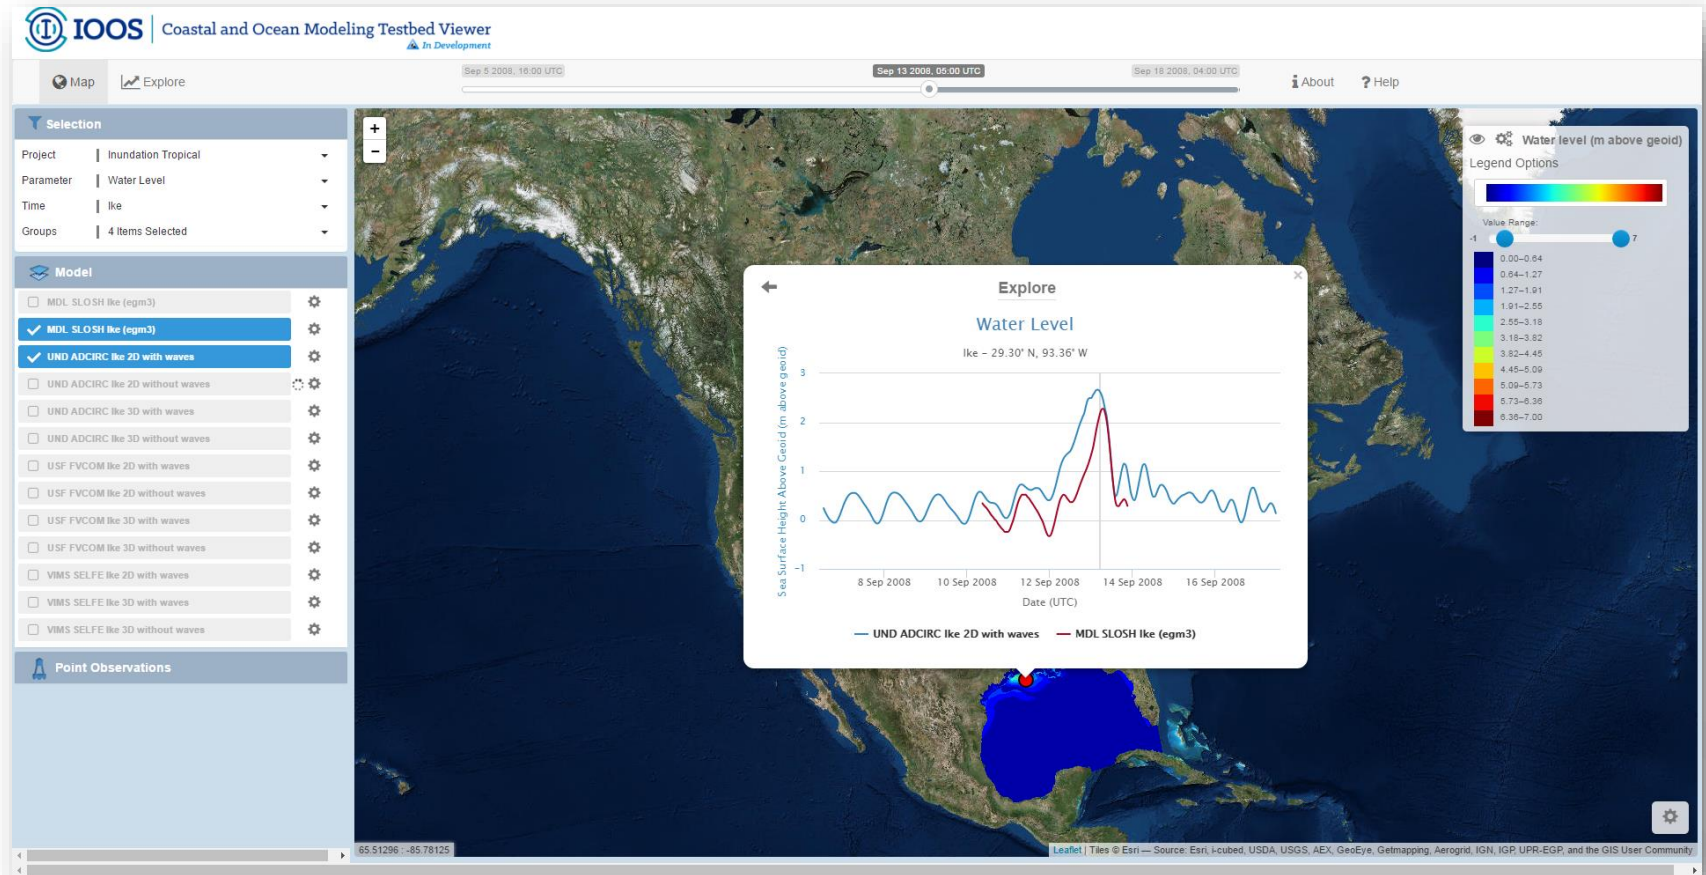 IOOS Coastal and Ocean Modeling Testbed Viewer
In Development
Map Explore
Sep 5 2008, 16:00 UTC Sep 13 2008, 05:00 UTC Sep 18 2008, 04:00 UTC
About Help
Selection
Project Inundation Tropical
Parameter Water Level
Time Ike
Groups 4 Items Selected
Model
MDL SLOSH Ike (egm3)
MDL SLOSH Ike (egm3)
UND ADCIRC Ike 2D with waves
UND ADCIRC Ike 2D without waves
UND ADCIRC Ike 3D with waves
UND ADCIRC Ike 3D without waves
USF FVCOM Ike 2D with waves
USF FVCOM Ike 2D without waves
USF FVCOM Ike 3D with waves
USF FVCOM Ike 3D without waves
VIMS SELFE Ike 2D with waves
VIMS SELFE Ike 3D with waves
VIMS SELFE Ike 3D without waves
Point Observations
+
-
Explore
×
Water Level
Ike – 29.30° N, 93.36° W
Sea Surface Height Above Geoid (m above geoid)
3
2
1
0
-1
8 Sep 2008 10 Sep 2008 12 Sep 2008 14 Sep 2008 16 Sep 2008
Date (UTC)
UND ADCIRC Ike 2D with waves MDL SLOSH Ike (egm3)
Water level (m above geoid)
Legend Options
Value Range:
-1 7
0.00–0.64
0.64–1.27
1.27–1.91
1.91–2.55
2.55–3.18
3.18–3.82
3.82–4.45
4.45–5.09
5.09–5.73
5.73–6.36
6.36–7.00
65.51296 : -85.78125
Leaflet | Tiles © Esri — Source: Esri, i-cubed, USDA, USGS, AEX, GeoEye, Getmapping, Aerogrid, IGN, IGP, UPR-EGP, and the GIS User Community